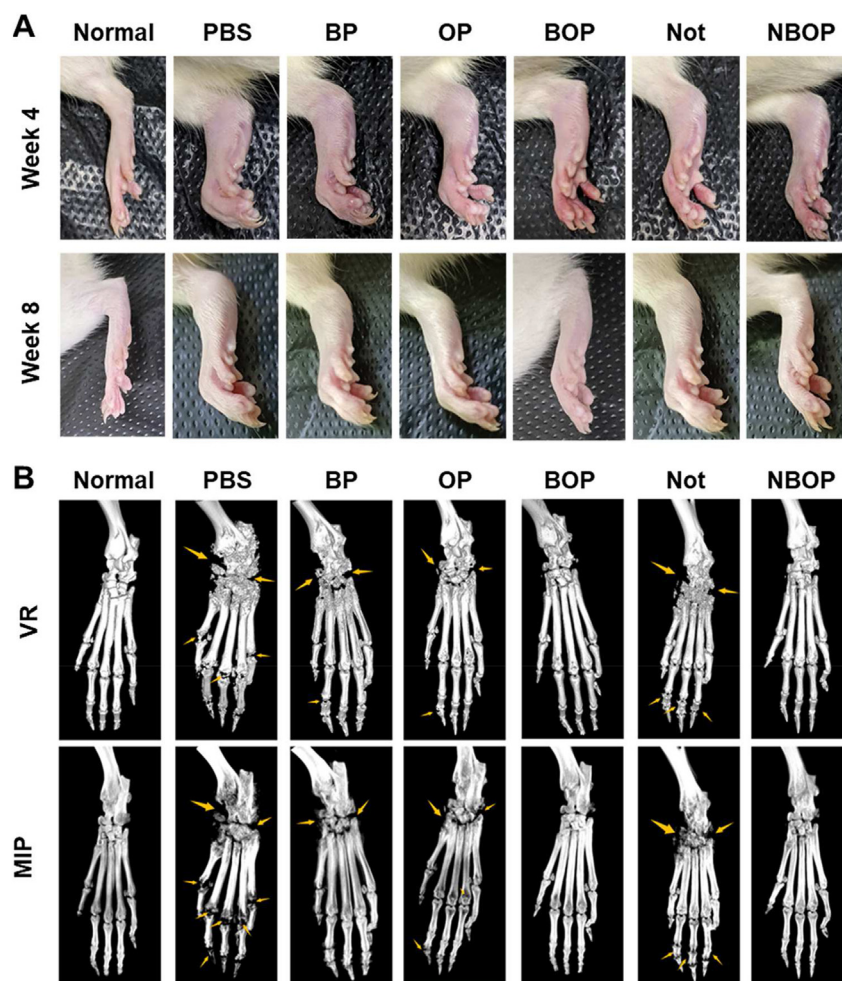 A
Normal PBS BP OP BOP Not NBOP
Week 4
Week 8
B
Normal PBS BP OP BOP Not NBOP
VR
MIP